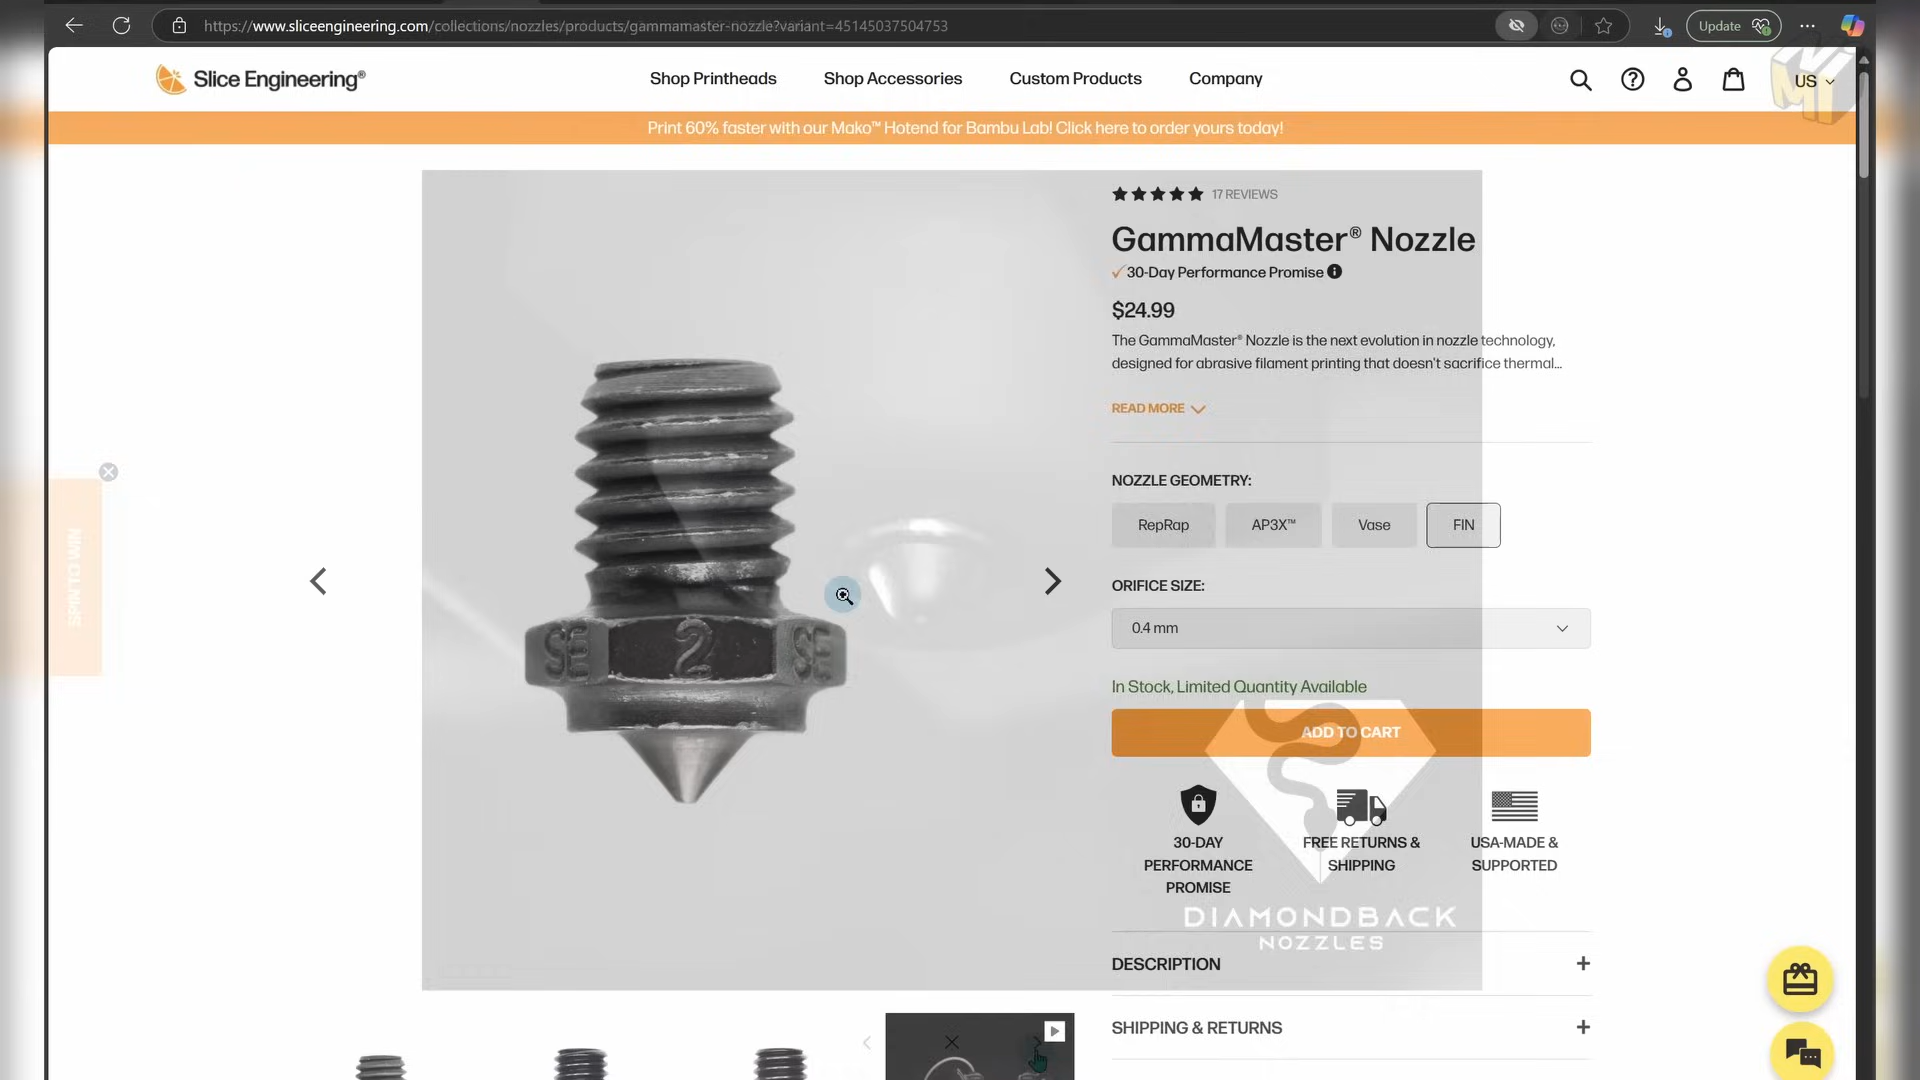 https://www.sliceengineering.com/collections/nozzles/products/gammamaster-nozzle?variant=45145037504753
Update
Slice Engineering®
Shop Printheads
Shop Accessories
Custom Products
Company
US
Print 60% faster with our Mako™ Hotend for Bambu Lab! Click here to order yours today!
17 REVIEWS
GammaMaster® Nozzle
30-Day Performance Promise
$24.99
The GammaMaster® Nozzle is the next evolution in nozzle technology,
designed for abrasive filament printing that doesn't sacrifice thermal...
READ MORE
NOZZLE GEOMETRY:
RepRap
AP3X™
Vase
FIN
SPIN TO WIN
ORIFICE SIZE:
0.4 mm
SE
2
SE
In Stock, Limited Quantity Available
ADD TO CART
30-DAY
PERFORMANCE
PROMISE
FREE RETURNS &
SHIPPING
USA-MADE &
SUPPORTED
DIAMONDBACK
NOZZLES
DESCRIPTION
SHIPPING & RETURNS